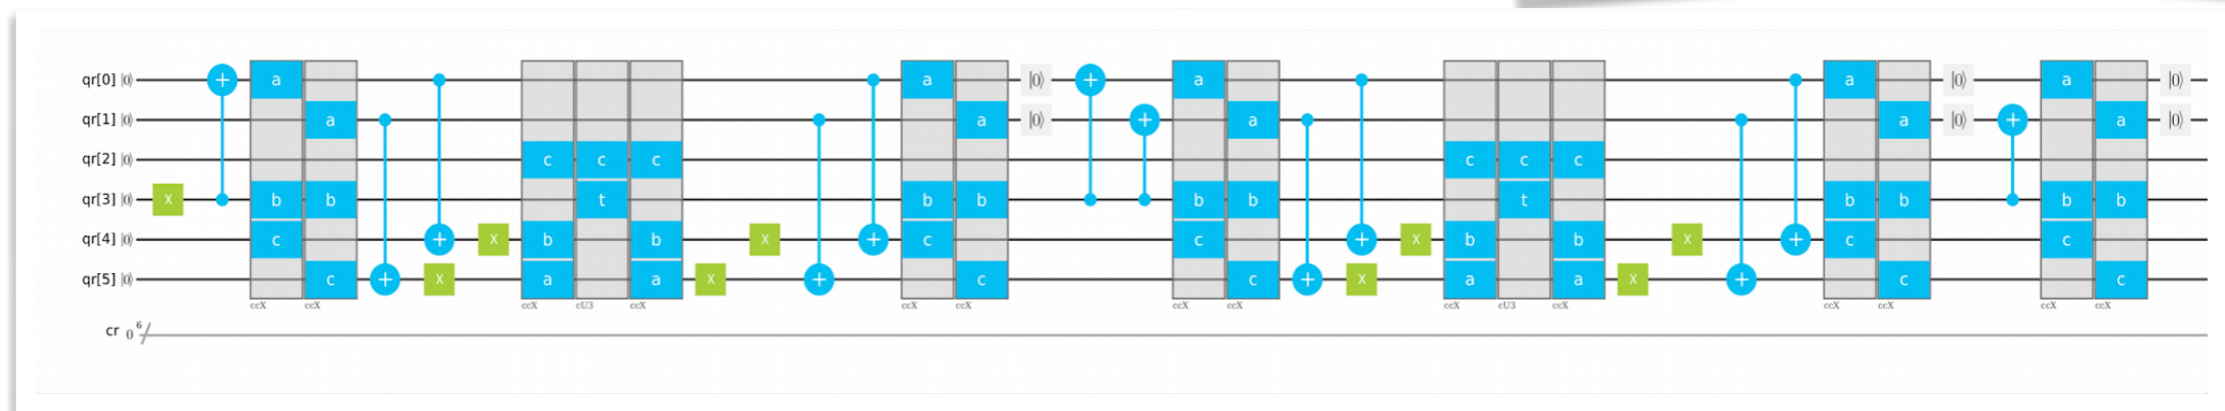 qr[0] |0⟩ + a a |0⟩ + a a |0⟩ a |0⟩
qr[1] |0⟩ a a |0⟩ + a a |0⟩ + a |0⟩
qr[2] |0⟩ c c c c c c
qr[3] |0⟩ X b b t b b b b t b b b b
qr[4] |0⟩ c + X b b X + c c + X b b X + c c
qr[5] |0⟩ c + X a a X + c c + X a a X + c c
ccX ccX ccX cU3 ccX ccX ccX ccX ccX ccX cU3 ccX ccX ccX ccX ccX
cr 0 6